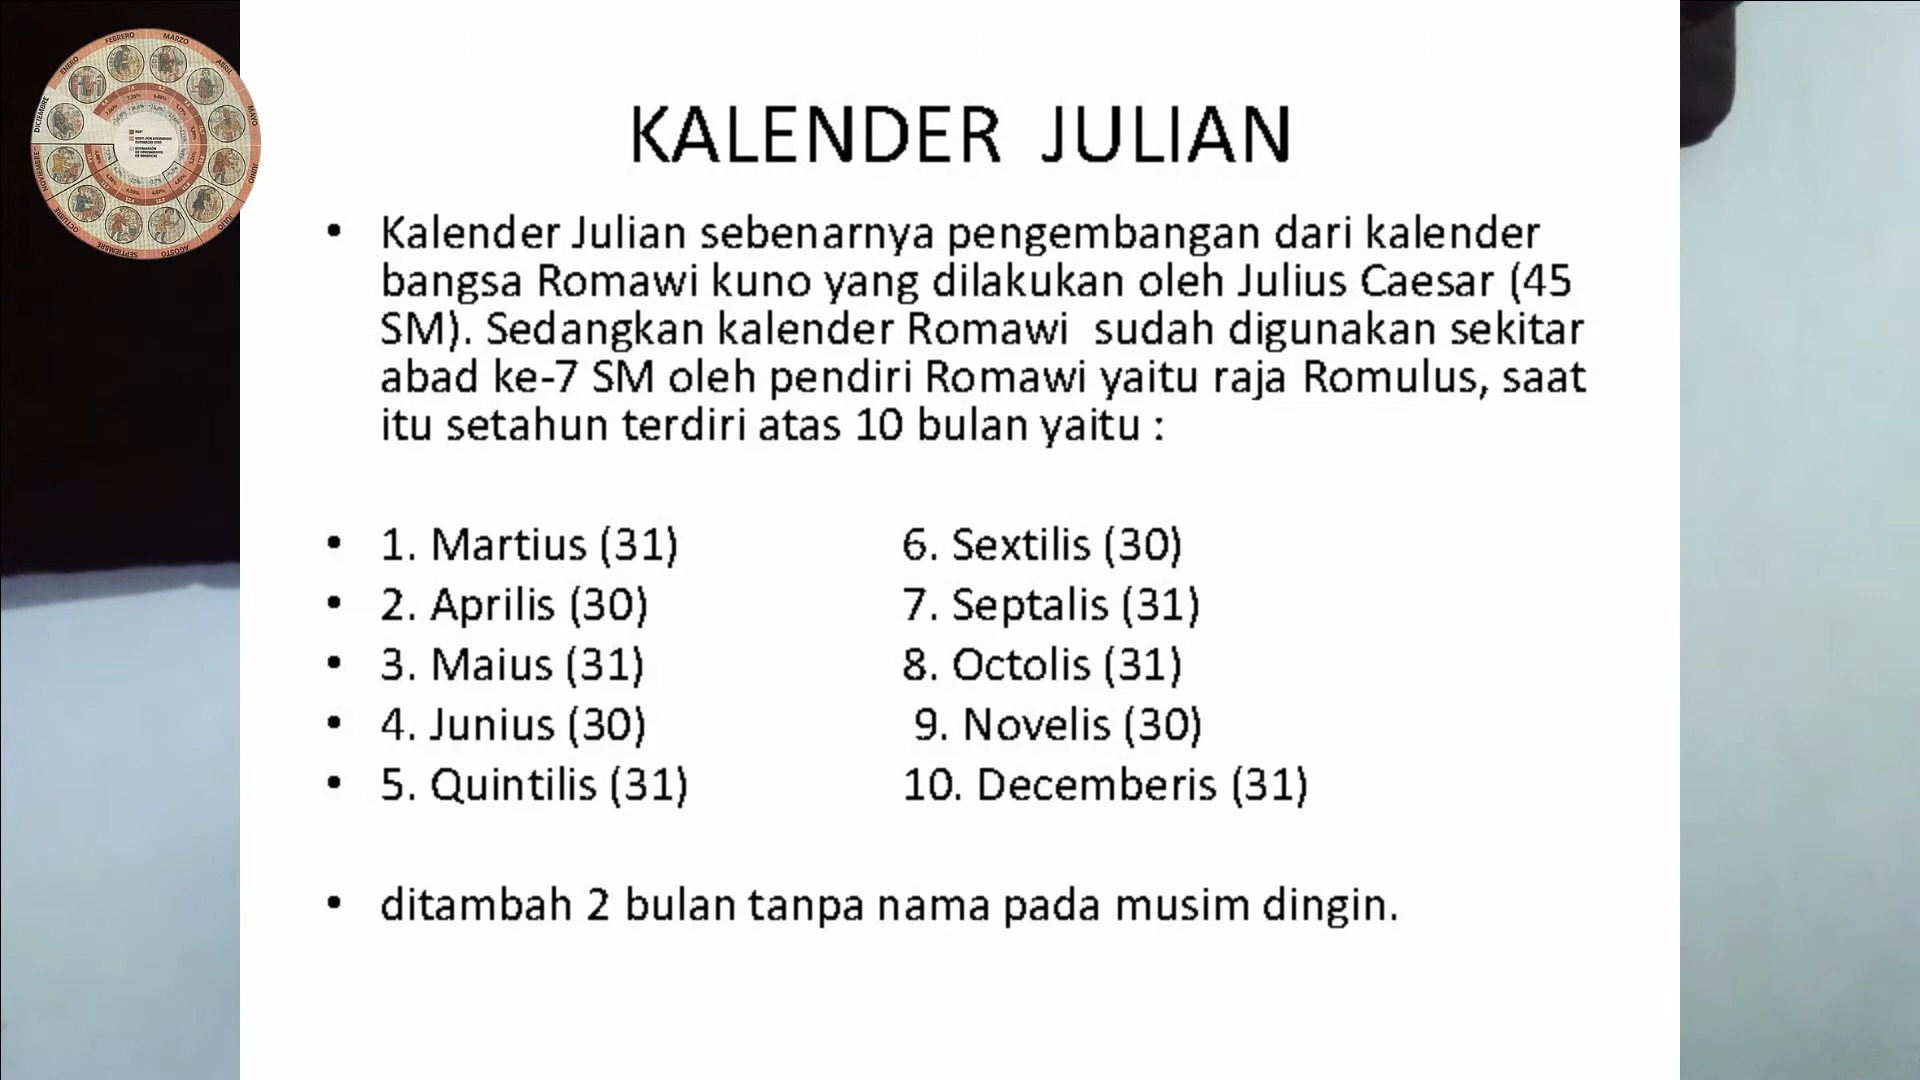 KALENDER JULIAN
• Kalender Julian sebenarnya pengembangan dari kalender
bangsa Romawi kuno yang dilakukan oleh Julius Caesar (45
SM). Sedangkan kalender Romawi sudah digunakan sekitar
abad ke-7 SM oleh pendiri Romawi yaitu raja Romulus, saat
itu setahun terdiri atas 10 bulan yaitu :
• 1. Martius (31) 6. Sextilis (30)
• 2. Aprilis (30) 7. Septalis (31)
• 3. Maius (31) 8. Octolis (31)
• 4. Junius (30) 9. Novelis (30)
• 5. Quintilis (31) 10. Decemberis (31)
• ditambah 2 bulan tanpa nama pada musim dingin.
ENERO
FEBRERO
MARZO
ABRIL
MAYO
JUNIO
JULIO
AGOSTO
SEPTIEMBRE
OCTUBRE
NOVIEMBRE
DICIEMBRE